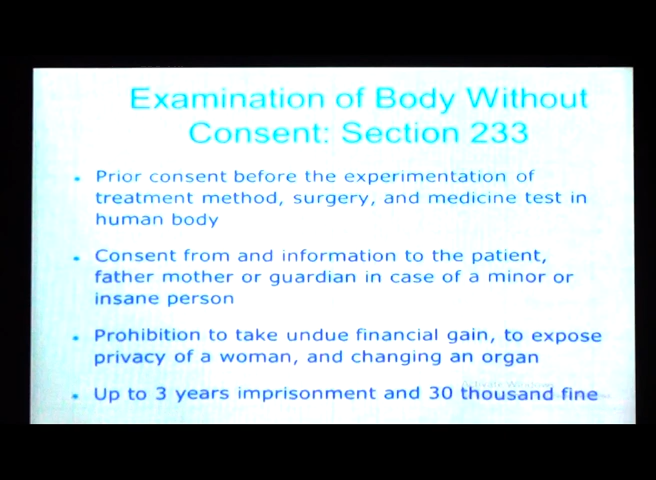 Examination of Body Without
Consent: Section 233
• Prior consent before the experimentation of
treatment method, surgery, and medicine test in
human body
• Consent from and information to the patient,
father mother or guardian in case of a minor or
insane person
• Prohibition to take undue financial gain, to expose
privacy of a woman, and changing an organ
Activate Windows
• Up to 3 years imprisonment and 30 thousand fine